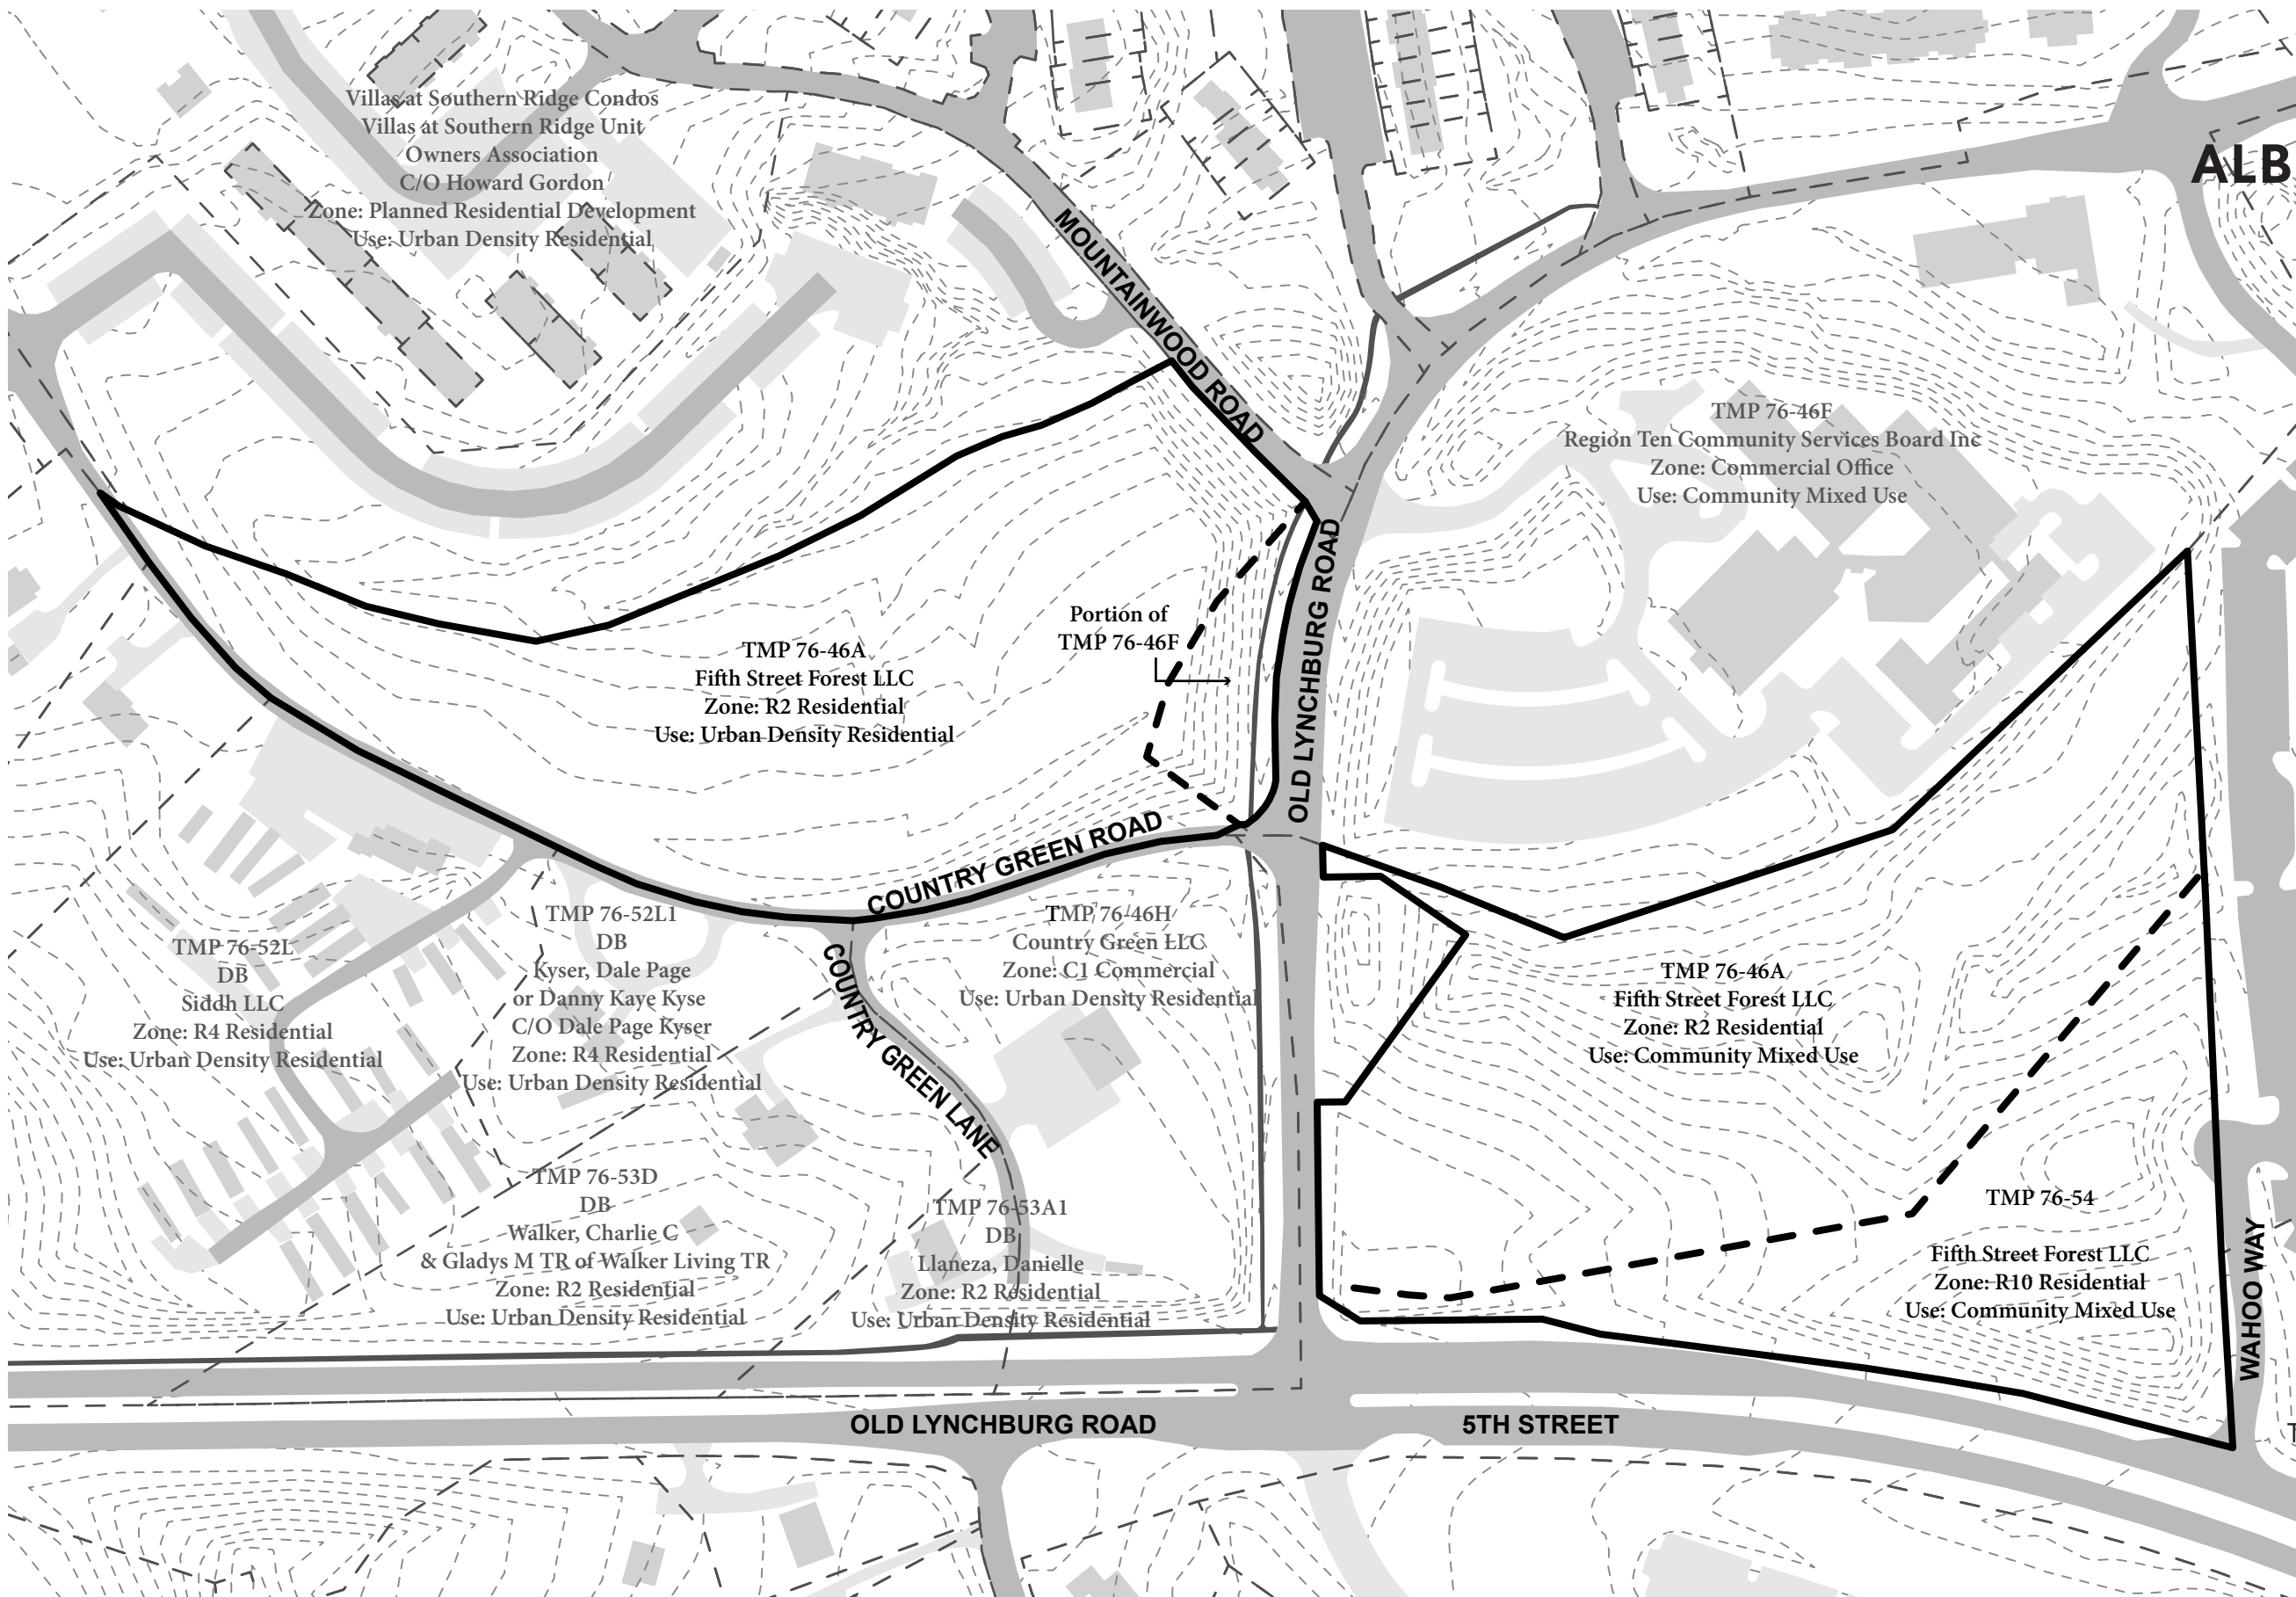 Villas at Southern Ridge Condos
Villas at Southern Ridge Unit
Owners Association
C/O Howard Gordon
Zone: Planned Residential Development
Use: Urban Density Residential
ALB
MOUNTAINWOOD ROAD
TMP 76-46F
Region Ten Community Services Board Inc
Zone: Commercial Office
Use: Community Mixed Use
Portion of
TMP 76-46F
OLD LYNCHBURG ROAD
TMP 76-46A
Fifth Street Forest LLC
Zone: R2 Residential
Use: Urban Density Residential
COUNTRY GREEN ROAD
TMP 76-52L
DB
Siddh LLC
Zone: R4 Residential
Use: Urban Density Residential
TMP 76-52L1
DB
Kyser, Dale Page
or Danny Kaye Kyse
C/O Dale Page Kyser
Zone: R4 Residential
Use: Urban Density Residential
COUNTRY GREEN LANE
TMP 76-46H
Country Green LLC
Zone: C1 Commercial
Use: Urban Density Residential
TMP 76-46A
Fifth Street Forest LLC
Zone: R2 Residential
Use: Community Mixed Use
TMP 76-53D
DB
Walker, Charlie C
& Gladys M TR of Walker Living TR
Zone: R2 Residential
Use: Urban Density Residential
TMP 76-53A1
DB
Llaneza, Danielle
Zone: R2 Residential
Use: Urban Density Residential
TMP 76-54
Fifth Street Forest LLC
Zone: R10 Residential
Use: Community Mixed Use
WAHOO WAY
OLD LYNCHBURG ROAD
5TH STREET
T